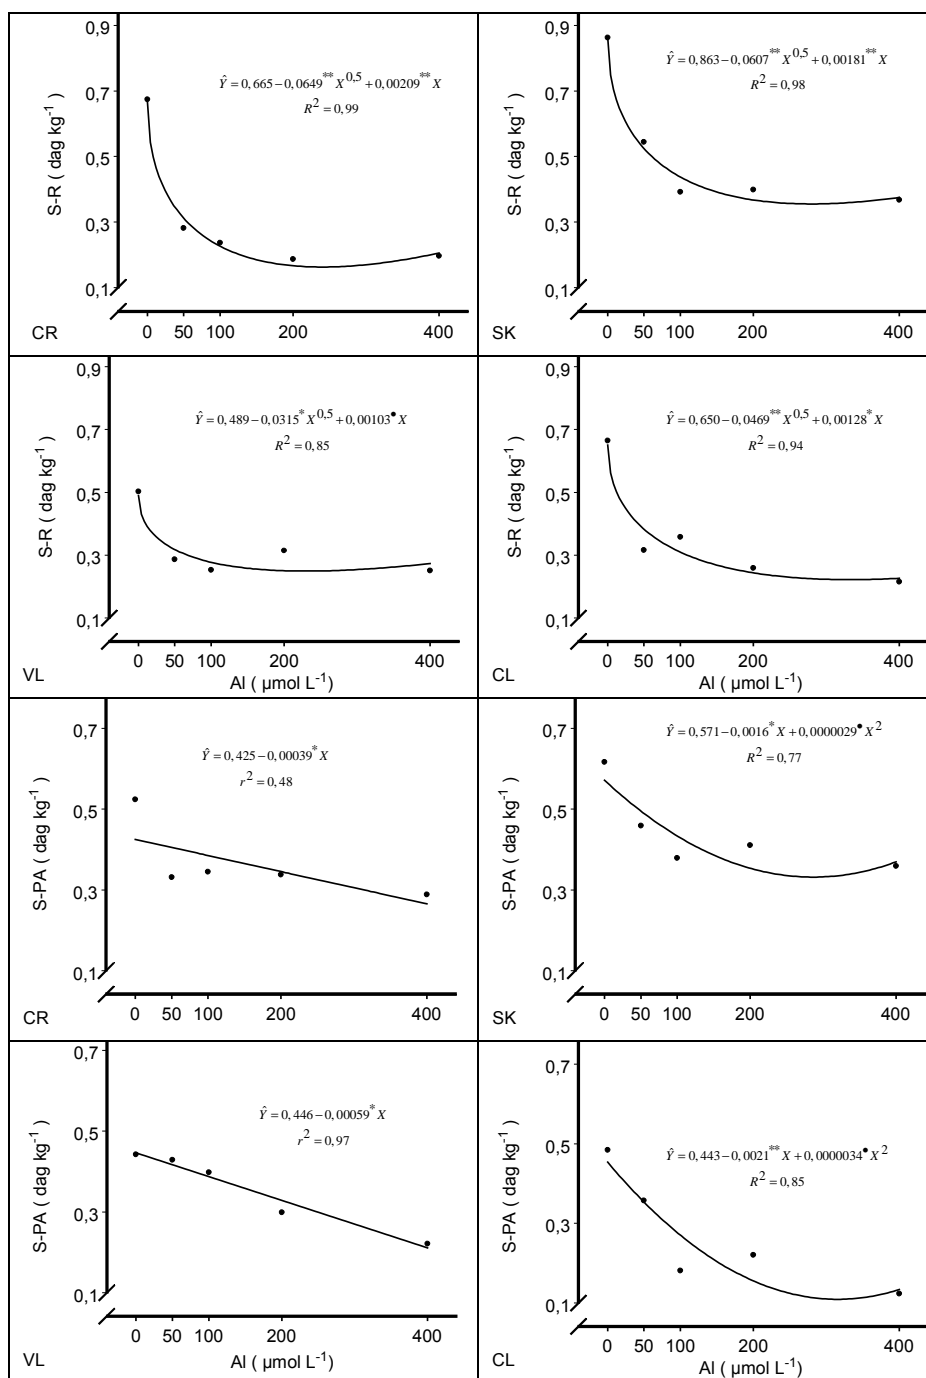 0,9
0,7
0,5
0,3
0,1
S-R ( dag kg⁻¹ )
Ŷ = 0,665 – 0,0649** X^0,5 + 0,00209** X
R² = 0,99
0 50 100 200 400
CR
0,9
0,7
0,5
0,3
0,1
S-R ( dag kg⁻¹ )
Ŷ = 0,863 – 0,0607** X^0,5 + 0,00181** X
R² = 0,98
0 50 100 200 400
SK
0,9
0,7
0,5
0,3
0,1
S-R ( dag kg⁻¹ )
Ŷ = 0,489 – 0,0315* X^0,5 + 0,00103• X
R² = 0,85
0 50 100 200 400
Al ( µmol L⁻¹)
VL
0,9
0,7
0,5
0,3
0,1
S-R ( dag kg⁻¹ )
Ŷ = 0,650 – 0,0469** X^0,5 + 0,00128* X
R² = 0,94
0 50 100 200 400
Al ( µmol L⁻¹)
CL
0,7
0,5
0,3
0,1
S-PA ( dag kg⁻¹ )
Ŷ = 0,425 – 0,00039* X
r² = 0,48
0 50 100 200 400
CR
0,7
0,5
0,3
0,1
S-PA ( dag kg⁻¹ )
Ŷ = 0,571 – 0,0016* X + 0,0000029• X²
R² = 0,77
0 50 100 200 400
SK
0,7
0,5
0,3
0,1
S-PA ( dag kg⁻¹ )
Ŷ = 0,446 – 0,00059* X
r² = 0,97
0 50 100 200 400
Al ( µmol L⁻¹)
VL
0,7
0,5
0,3
0,1
S-PA ( dag kg⁻¹ )
Ŷ = 0,443 – 0,0021** X + 0,0000034• X²
R² = 0,85
0 50 100 200 400
Al ( µmol L⁻¹)
CL